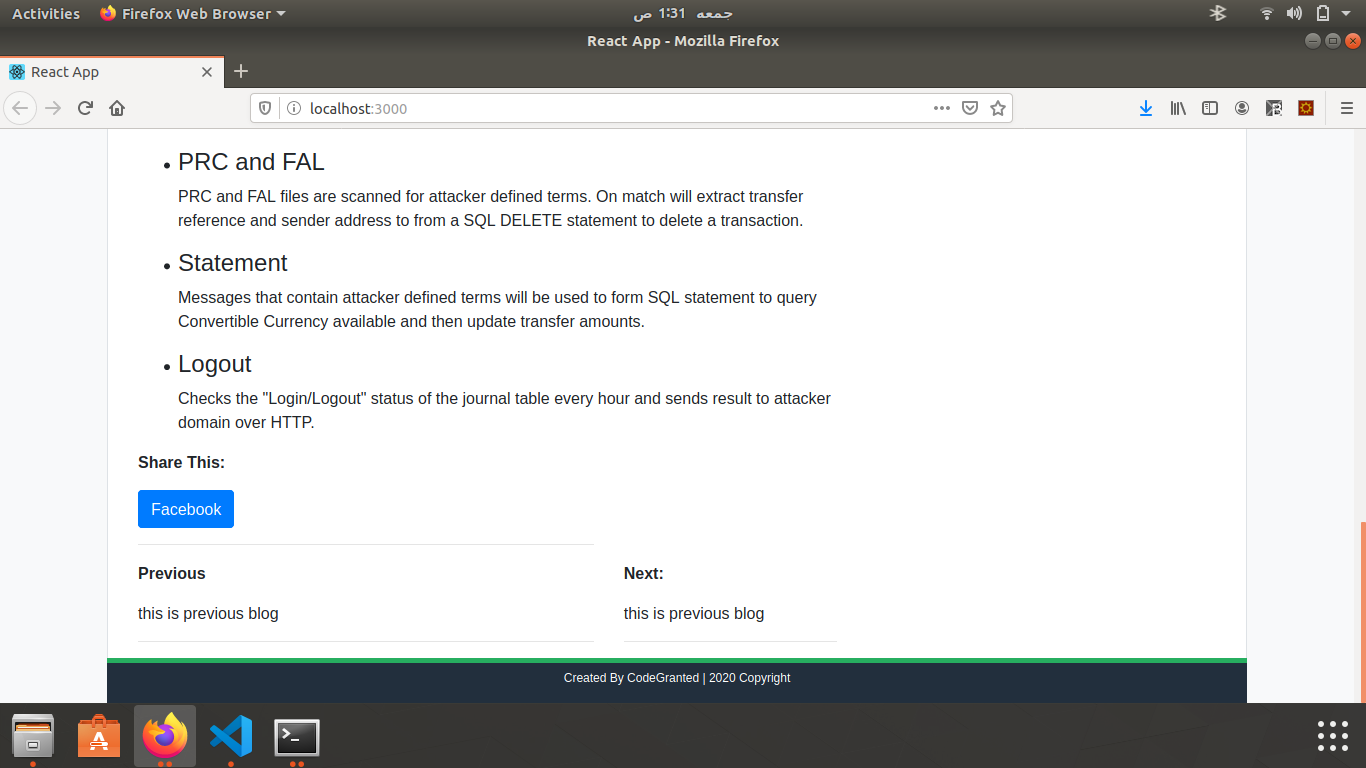 Activities Firefox Web Browser جمعه 1:31 ص
React App - Mozilla Firefox
React App
localhost:3000
PRC and FAL
PRC and FAL files are scanned for attacker defined terms. On match will extract transfer
reference and sender address to from a SQL DELETE statement to delete a transaction.
Statement
Messages that contain attacker defined terms will be used to form SQL statement to query
Convertible Currency available and then update transfer amounts.
Logout
Checks the "Login/Logout" status of the journal table every hour and sends result to attacker
domain over HTTP.
Share This:
Facebook
Previous Next:
this is previous blog this is previous blog
Created By CodeGranted | 2020 Copyright